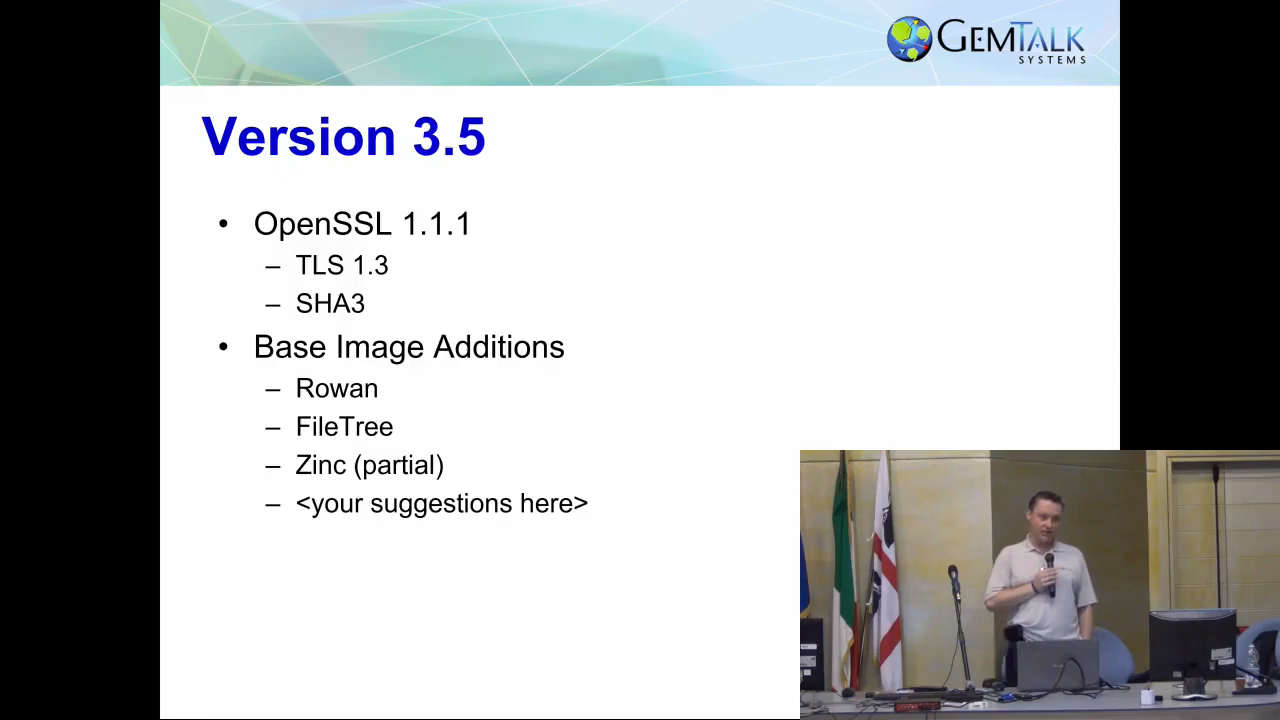 GEMTALK
SYSTEMS
Version 3.5
• OpenSSL 1.1.1
– TLS 1.3
– SHA3
• Base Image Additions
– Rowan
– FileTree
– Zinc (partial)
– <your suggestions here>